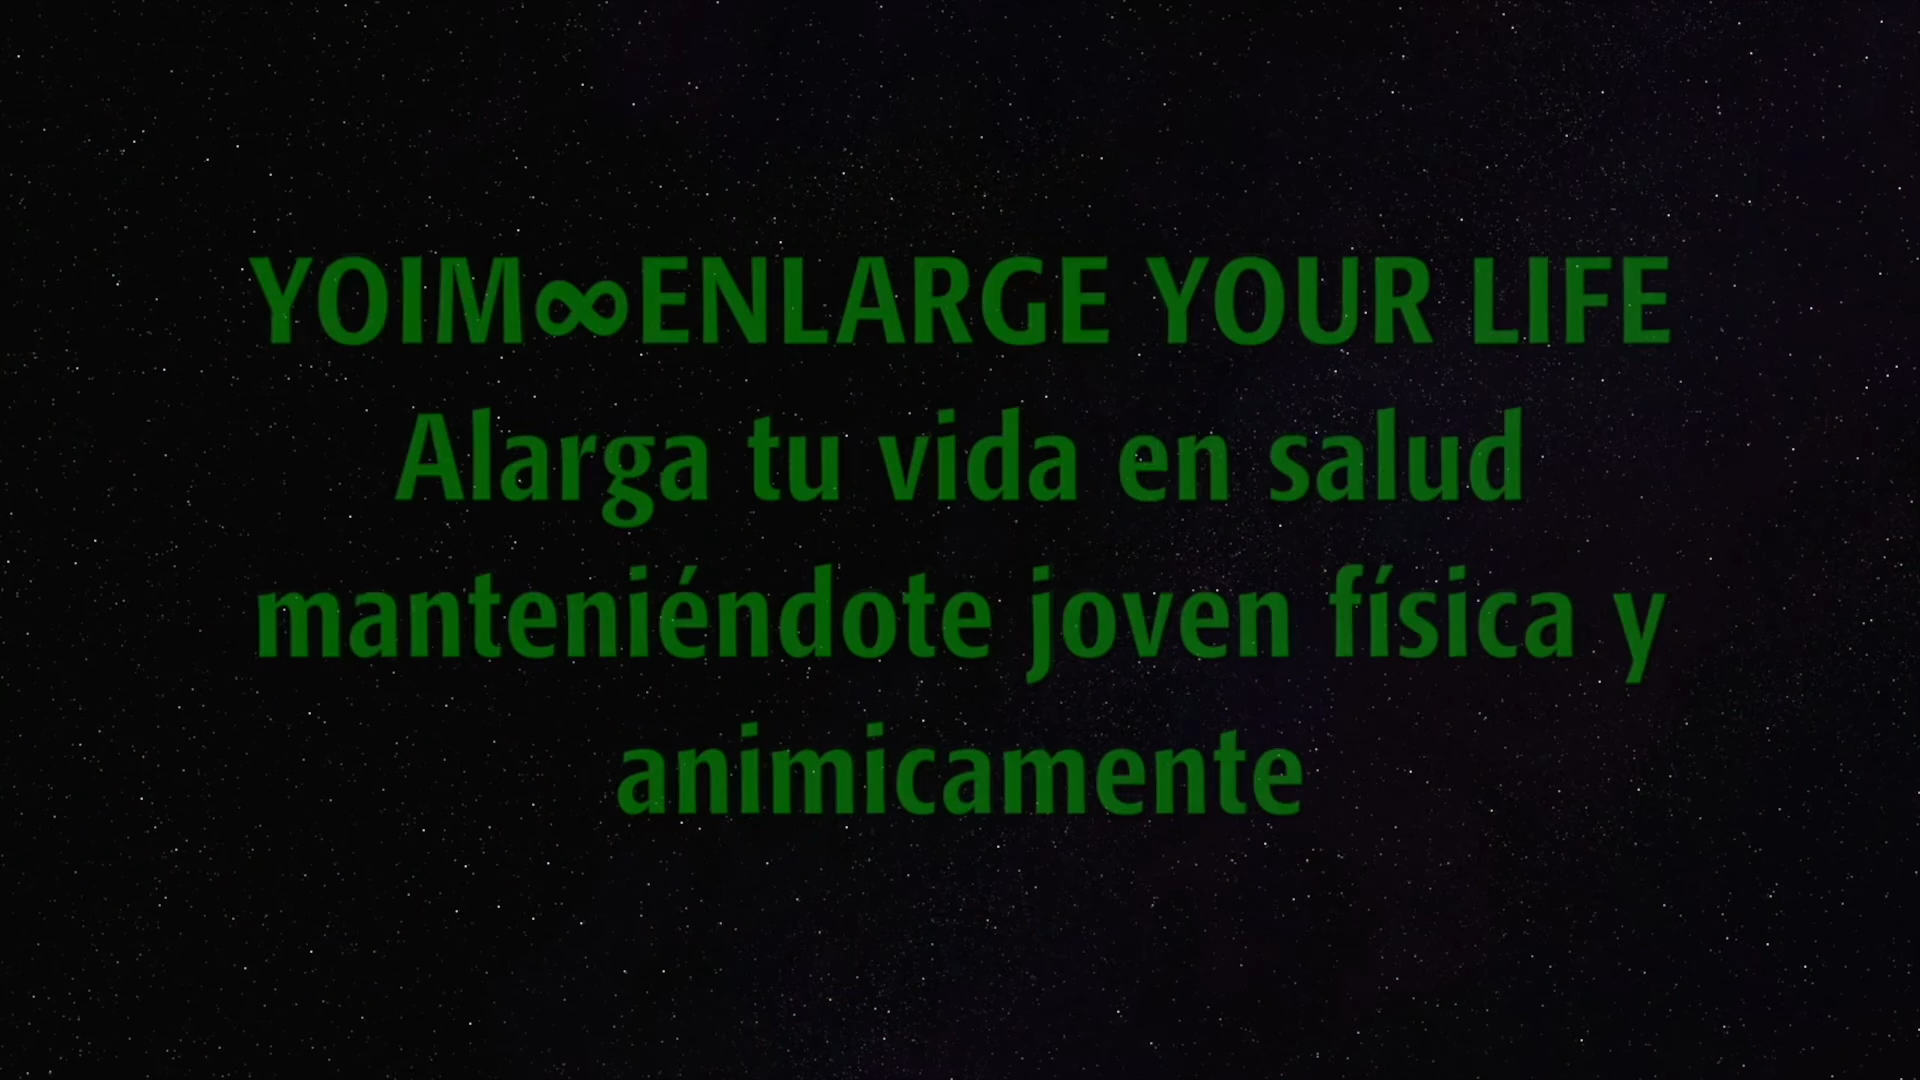 YOIM∞ENLARGE YOUR LIFE
Alarga tu vida en salud
manteniéndote joven física y
animicamente